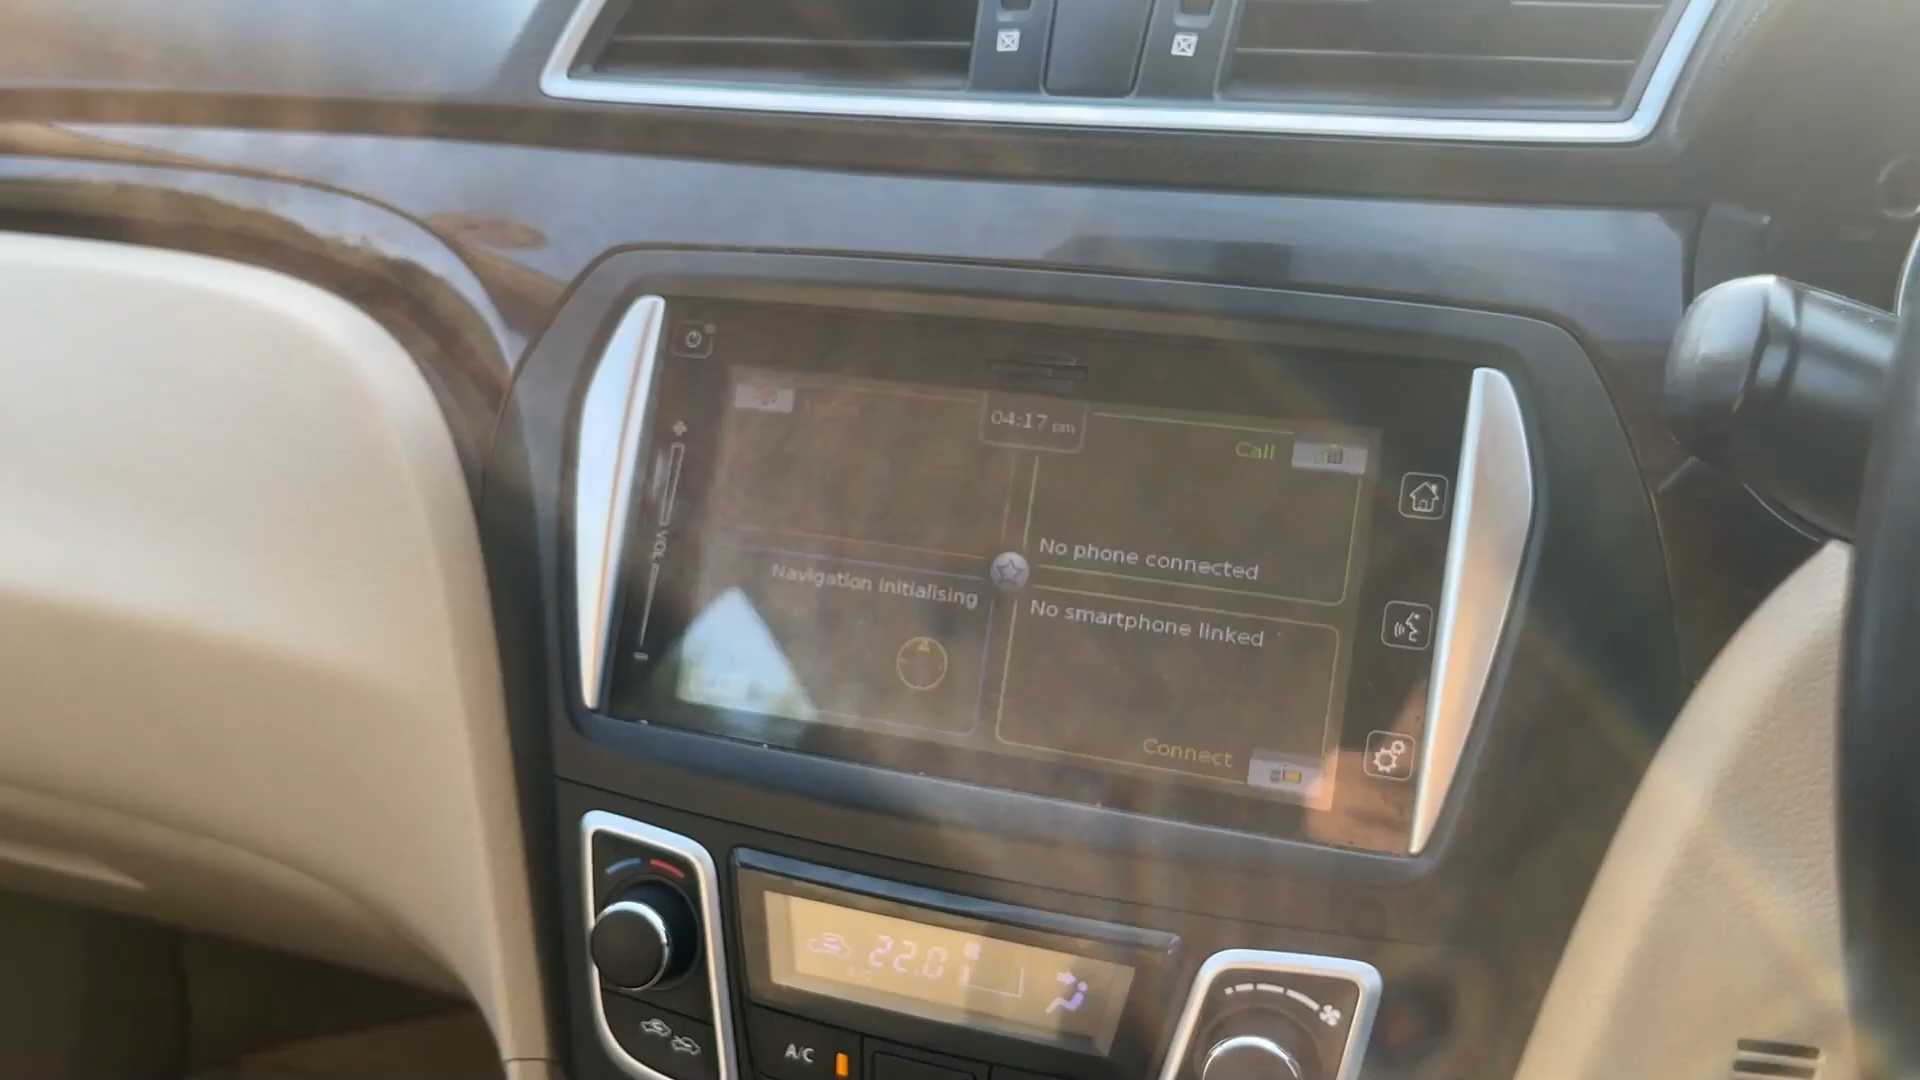 04:17 pm
Call
VOL
No phone connected
Navigation initialising
No smartphone linked
Connect
22.0
A/C